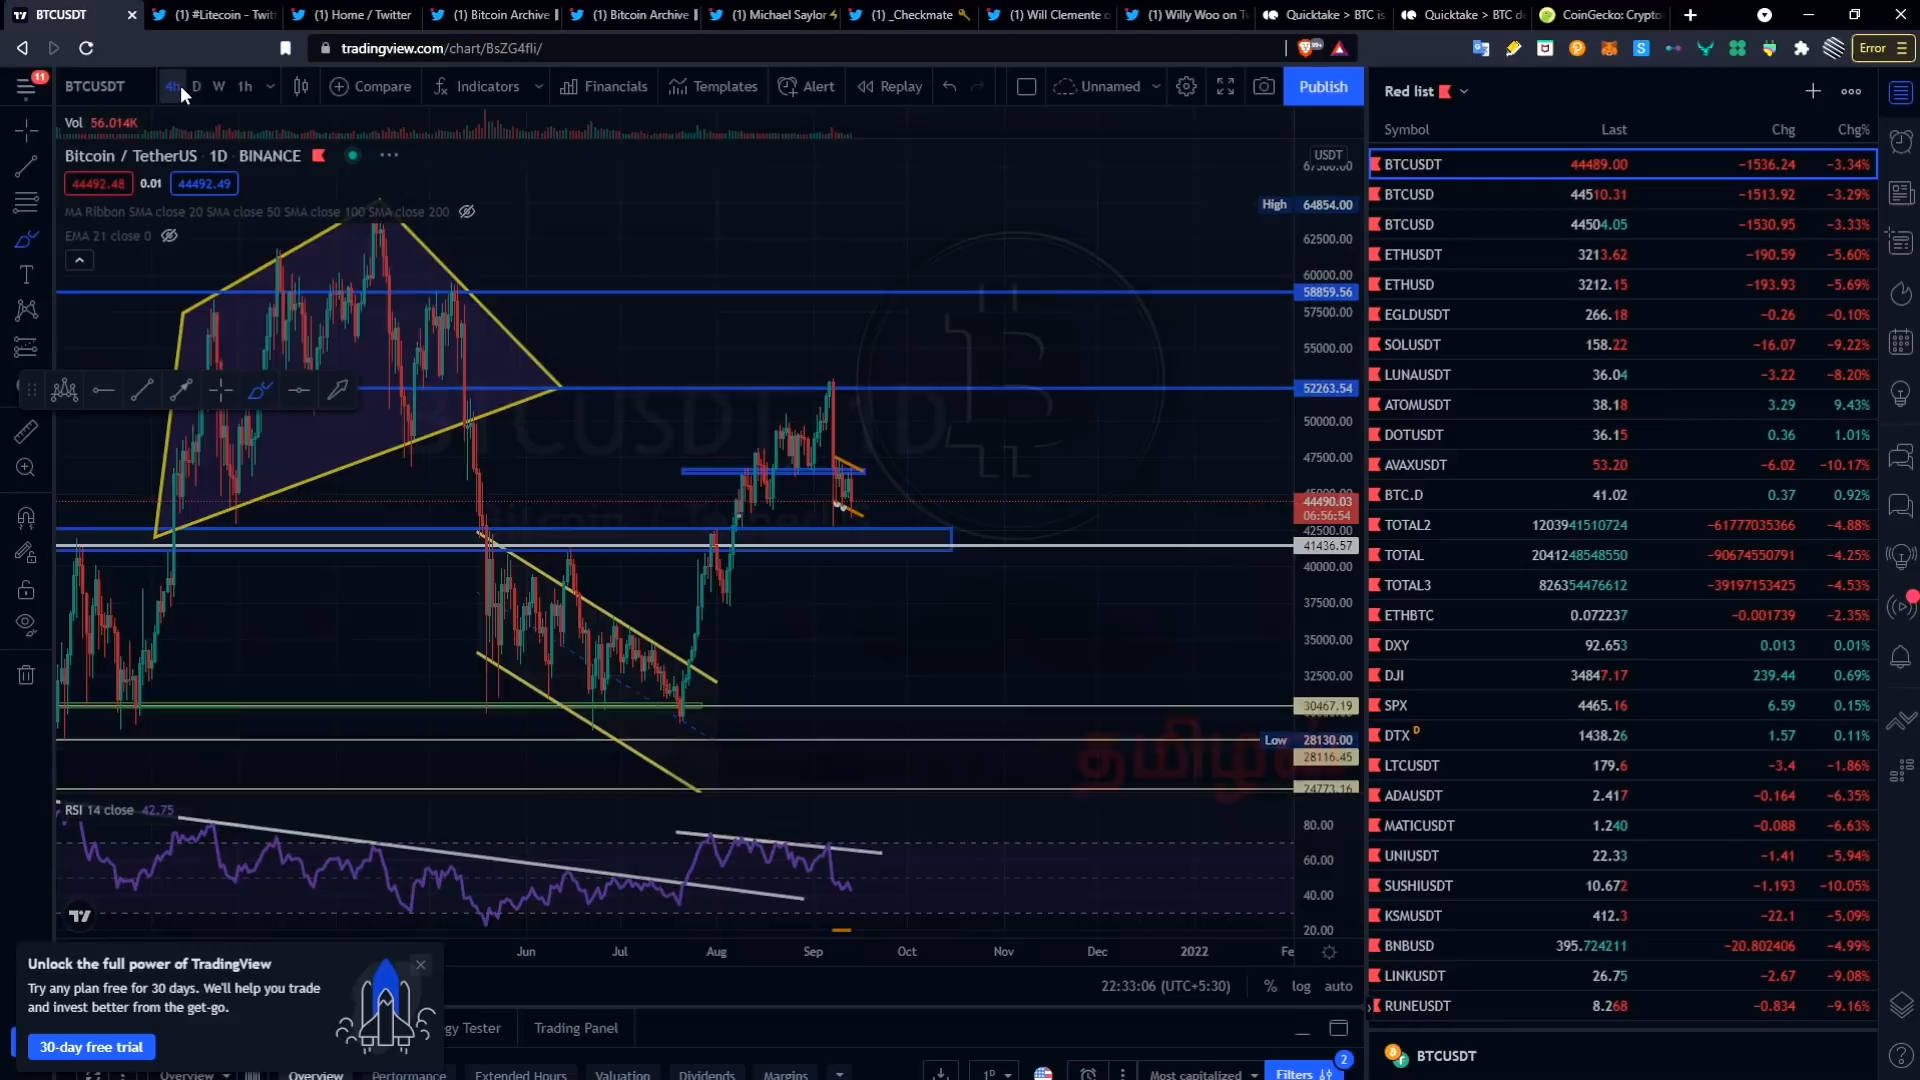 BTCUSDT
(1) #Litecoin - Twitt
(1) Home / Twitter
(1) Bitcoin Archive
(1) Bitcoin Archive
(1) Michael Saylor⚡
(1) _Checkmate 🔑
(1) Will Clemente
(1) Willy Woo on Tw
Quicktake > BTC is
Quicktake > BTC d
CoinGecko: Crypto
tradingview.com/chart/BsZG4fli/
Error
11
BTCUSDT 4h D W 1h Compare Indicators Financials Templates Alert Replay Unnamed Publish
Vol 56.014K
Bitcoin / TetherUS 1D BINANCE
44492.48 0.01 44492.49
MA Ribbon SMA close 20 SMA close 50 SMA close 100 SMA close 200
EMA 21 close 0
BTCUSDT, 1D
USDT
High 64854.00
62500.00
60000.00
58859.56
57500.00
55000.00
52263.54
50000.00
47500.00
44490.03
06:56:54
42500.00
41436.57
40000.00
37500.00
35000.00
32500.00
30467.19
Low 28130.00
28116.45
24773.16
தமிழன்
RSI 14 close 42.75
80.00
60.00
40.00
20.00
Jun Jul Aug Sep Oct Nov Dec 2022 Fe
22:33:06 (UTC+5:30) % log auto
Unlock the full power of TradingView
Try any plan free for 30 days. We'll help you trade
and invest better from the get-go.
30-day free trial
gy Tester Trading Panel
Overview Overview Performance Extended Hours Valuation Dividends Margins 1D Most capitalized Filters 2
Red list
Symbol Last Chg Chg%
BTCUSDT 44489.00 −1536.24 −3.34%
BTCUSD 44510.31 −1513.92 −3.29%
BTCUSD 44504.05 −1530.95 −3.33%
ETHUSDT 3213.62 −190.59 −5.60%
ETHUSD 3212.15 −193.93 −5.69%
EGLDUSDT 266.18 −0.26 −0.10%
SOLUSDT 158.22 −16.07 −9.22%
LUNAUSDT 36.04 −3.22 −8.20%
ATOMUSDT 38.18 3.29 9.43%
DOTUSDT 36.15 0.36 1.01%
AVAXUSDT 53.20 −6.02 −10.17%
BTC.D 41.02 0.37 0.92%
TOTAL2 1203941510724 −61777035366 −4.88%
TOTAL 2041248548550 −90674550791 −4.25%
TOTAL3 826354476612 −39197153425 −4.53%
ETHBTC 0.072237 −0.001739 −2.35%
DXY 92.653 0.013 0.01%
DJI 34847.17 239.44 0.69%
SPX 4465.16 6.59 0.15%
DTX D 1438.26 1.57 0.11%
LTCUSDT 179.6 −3.4 −1.86%
ADAUSDT 2.417 −0.164 −6.35%
MATICUSDT 1.240 −0.088 −6.63%
UNIUSDT 22.33 −1.41 −5.94%
SUSHIUSDT 10.672 −1.193 −10.05%
KSMUSDT 412.3 −22.1 −5.09%
BNBUSD 395.724211 −20.802406 −4.99%
LINKUSDT 26.75 −2.67 −9.08%
RUNEUSDT 8.268 −0.834 −9.16%
BTCUSDT